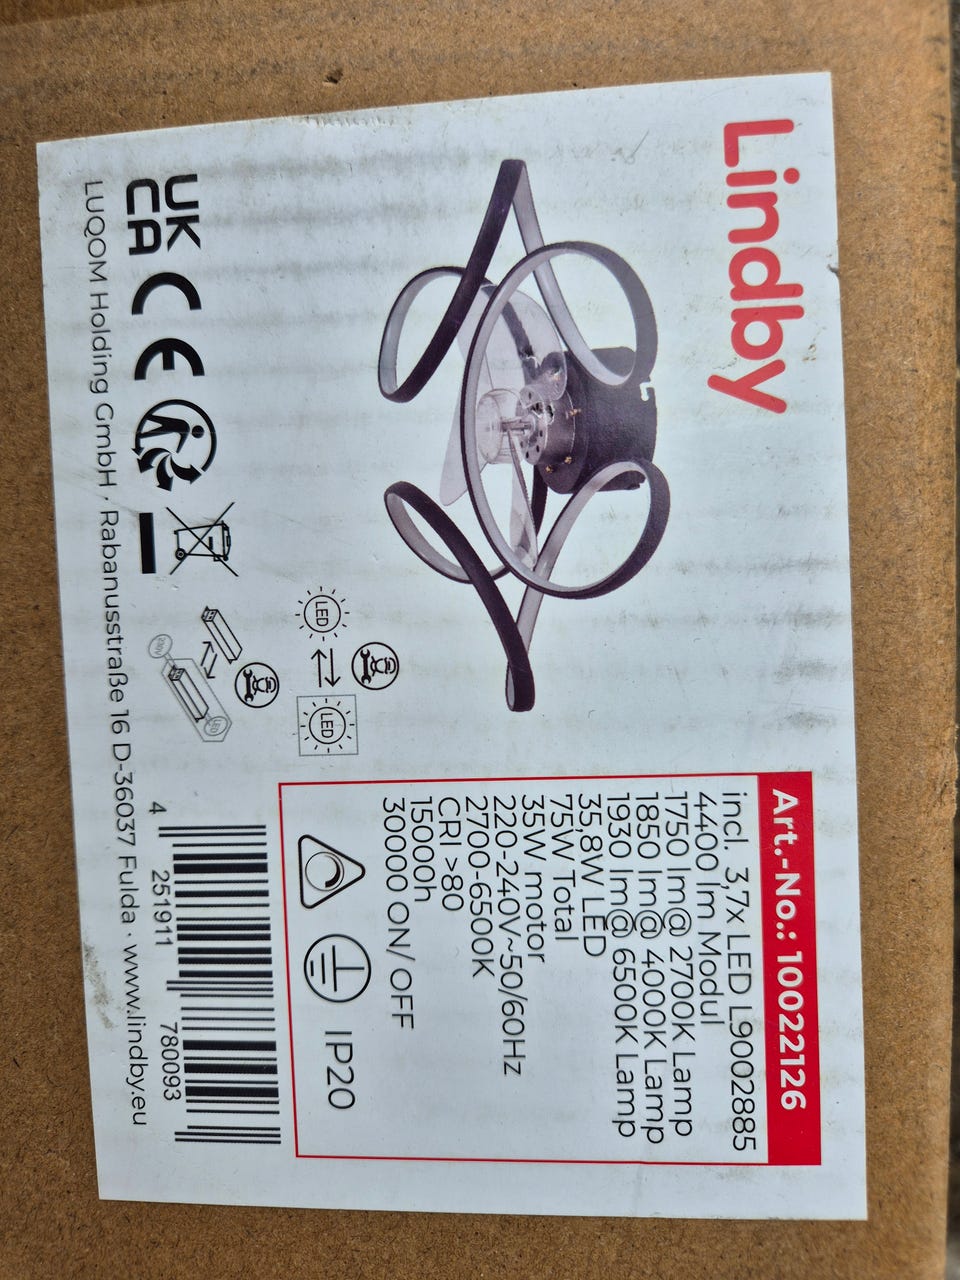 Lindby
Art.-No.: 10022126
incl. 3,7x LED L9002885
4400 lm Modul
1750 lm@ 2700K Lamp
1850 lm@ 4000K Lamp
1930 lm@ 6500K Lamp
35,8W LED
75W Total
35W motor
220-240V~50/60Hz
2700-6500K
CRI >80
15000h
30000 ON/OFF
IP20
LED
LED
230V
LED
UK
CA
CE
4 251911 780093
LUQOM Holding GmbH · Rabanusstraße 16 D-36037 Fulda · www.lindby.eu